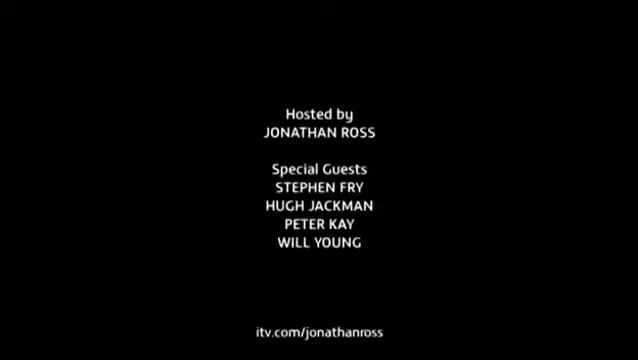 Hosted by
JONATHAN ROSS
Special Guests
STEPHEN FRY
HUGH JACKMAN
PETER KAY
WILL YOUNG
itv.com/jonathanross